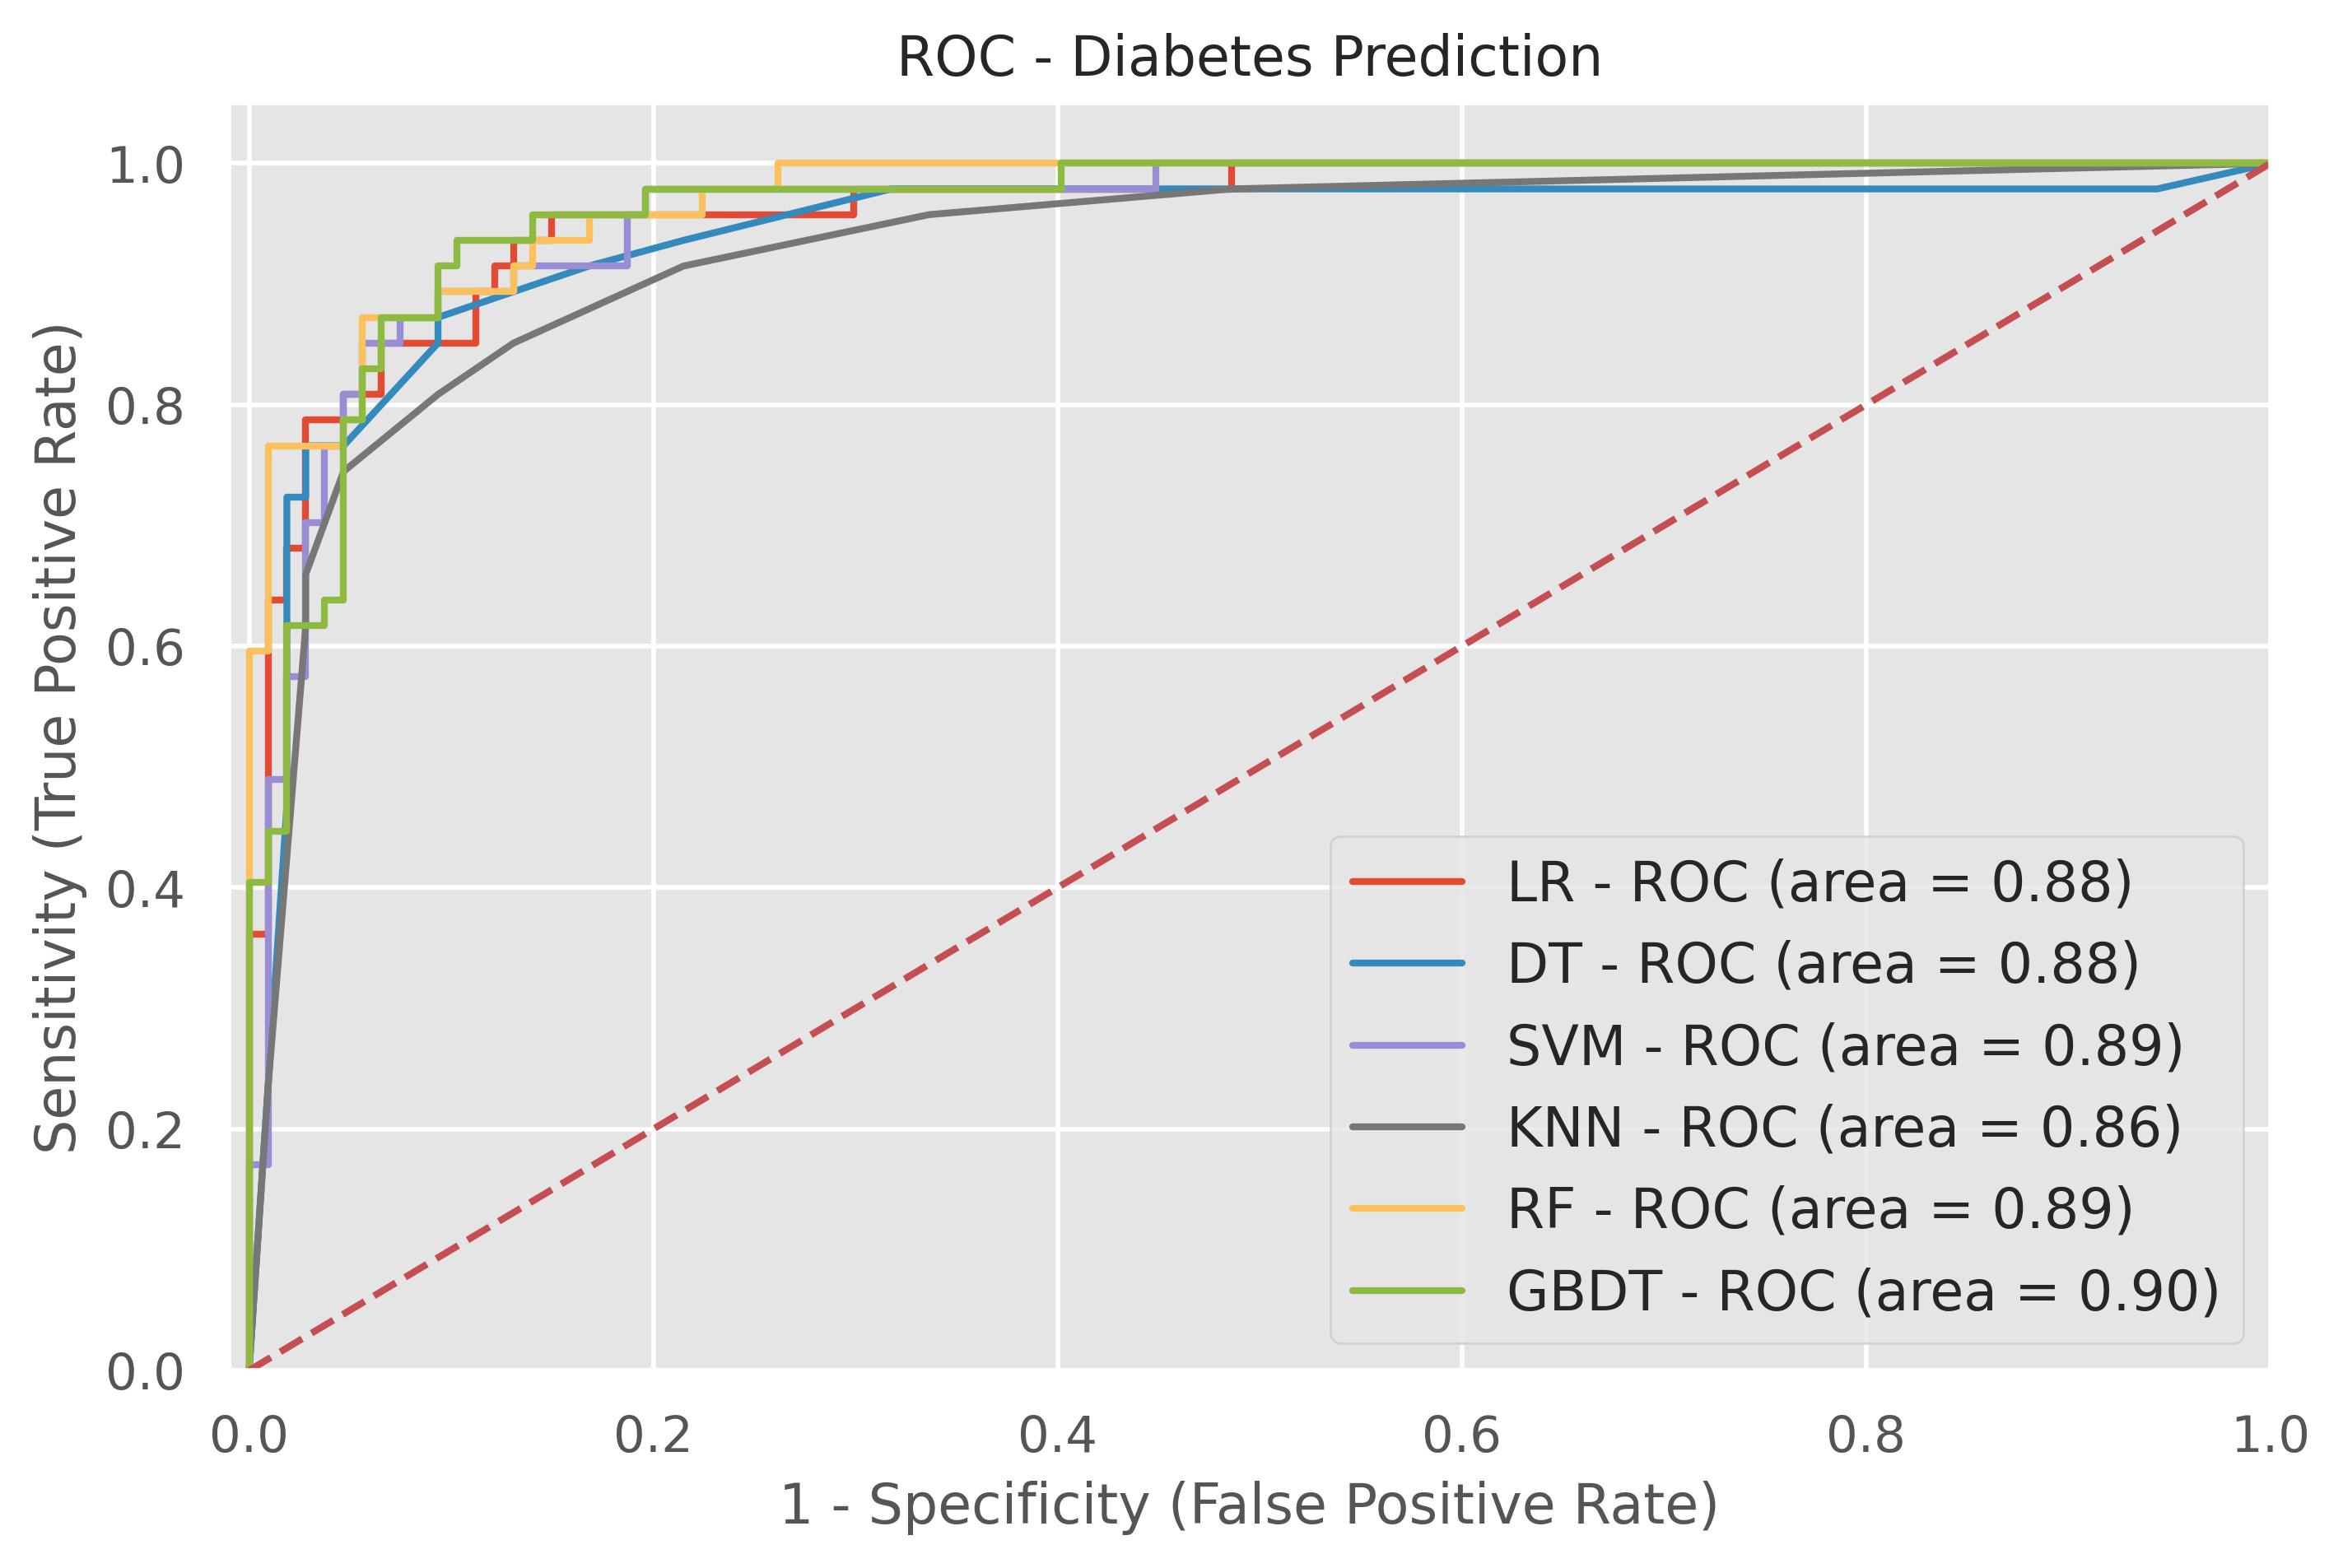 ROC - Diabetes Prediction
1.0
0.8
0.6
0.4
0.2
0.0
Sensitivity (True Positive Rate)
LR - ROC (area = 0.88)
DT - ROC (area = 0.88)
SVM - ROC (area = 0.89)
KNN - ROC (area = 0.86)
RF - ROC (area = 0.89)
GBDT - ROC (area = 0.90)
0.0 0.2 0.4 0.6 0.8 1.0
1 - Specificity (False Positive Rate)